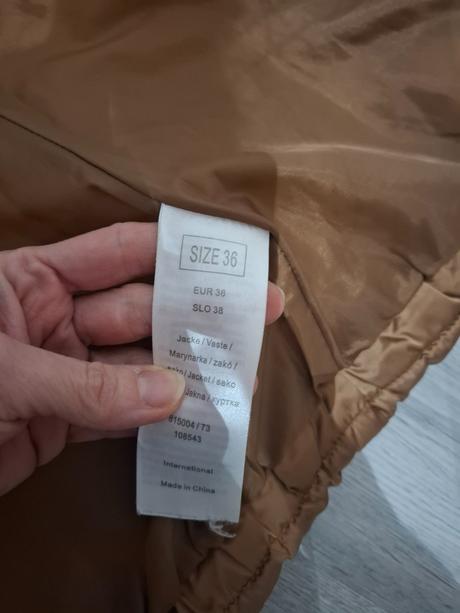 SIZE 36
EUR 36
SLO 38
Jacke / Veste /
Marynarka / zakó /
/ Jacket / sako
Jakna / куртка
815004 / 73
108543
International
Made in China